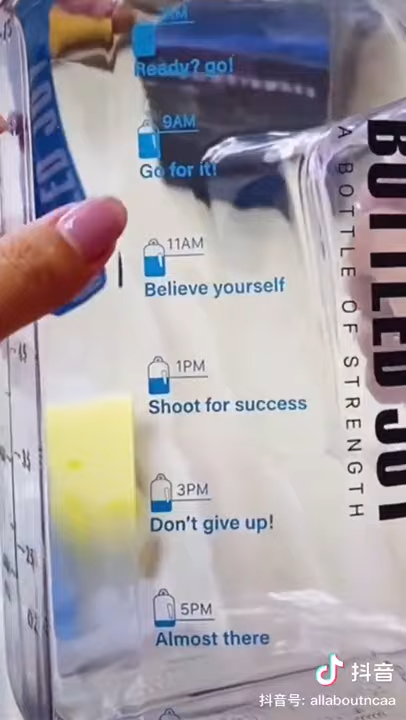 Ready? go!
9AM
Go for it!
11AM
Believe yourself
1PM
Shoot for success
3PM
Don't give up!
5PM
Almost there
BOTTLED JOY
A BOTTLE OF STRENGTH
抖音
抖音号: allaboutncaa